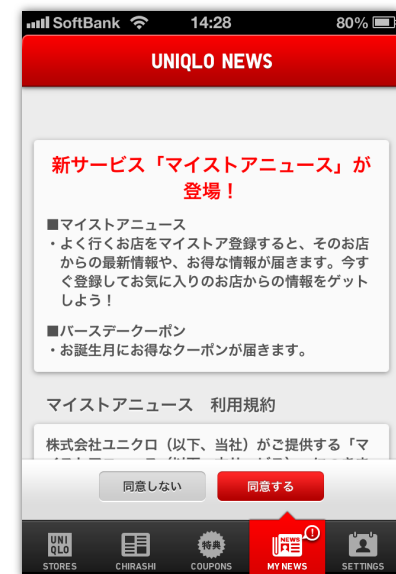 SoftBank 14:28 80%
UNIQLO NEWS
新サービス「マイストアニュース」が
登場！
■マイストアニュース
・よく行くお店をマイストア登録すると、そのお店
からの最新情報や、お得な情報が届きます。今す
ぐ登録してお気に入りのお店からの情報をゲット
しよう！
■バースデークーポン
・お誕生月にお得なクーポンが届きます。
マイストアニュース　利用規約
株式会社ユニクロ（以下、当社）がご提供する「マ
同意しない 同意する
UNI
QLO
特典
NEWS
STORES CHIRASHI COUPONS MY NEWS SETTINGS